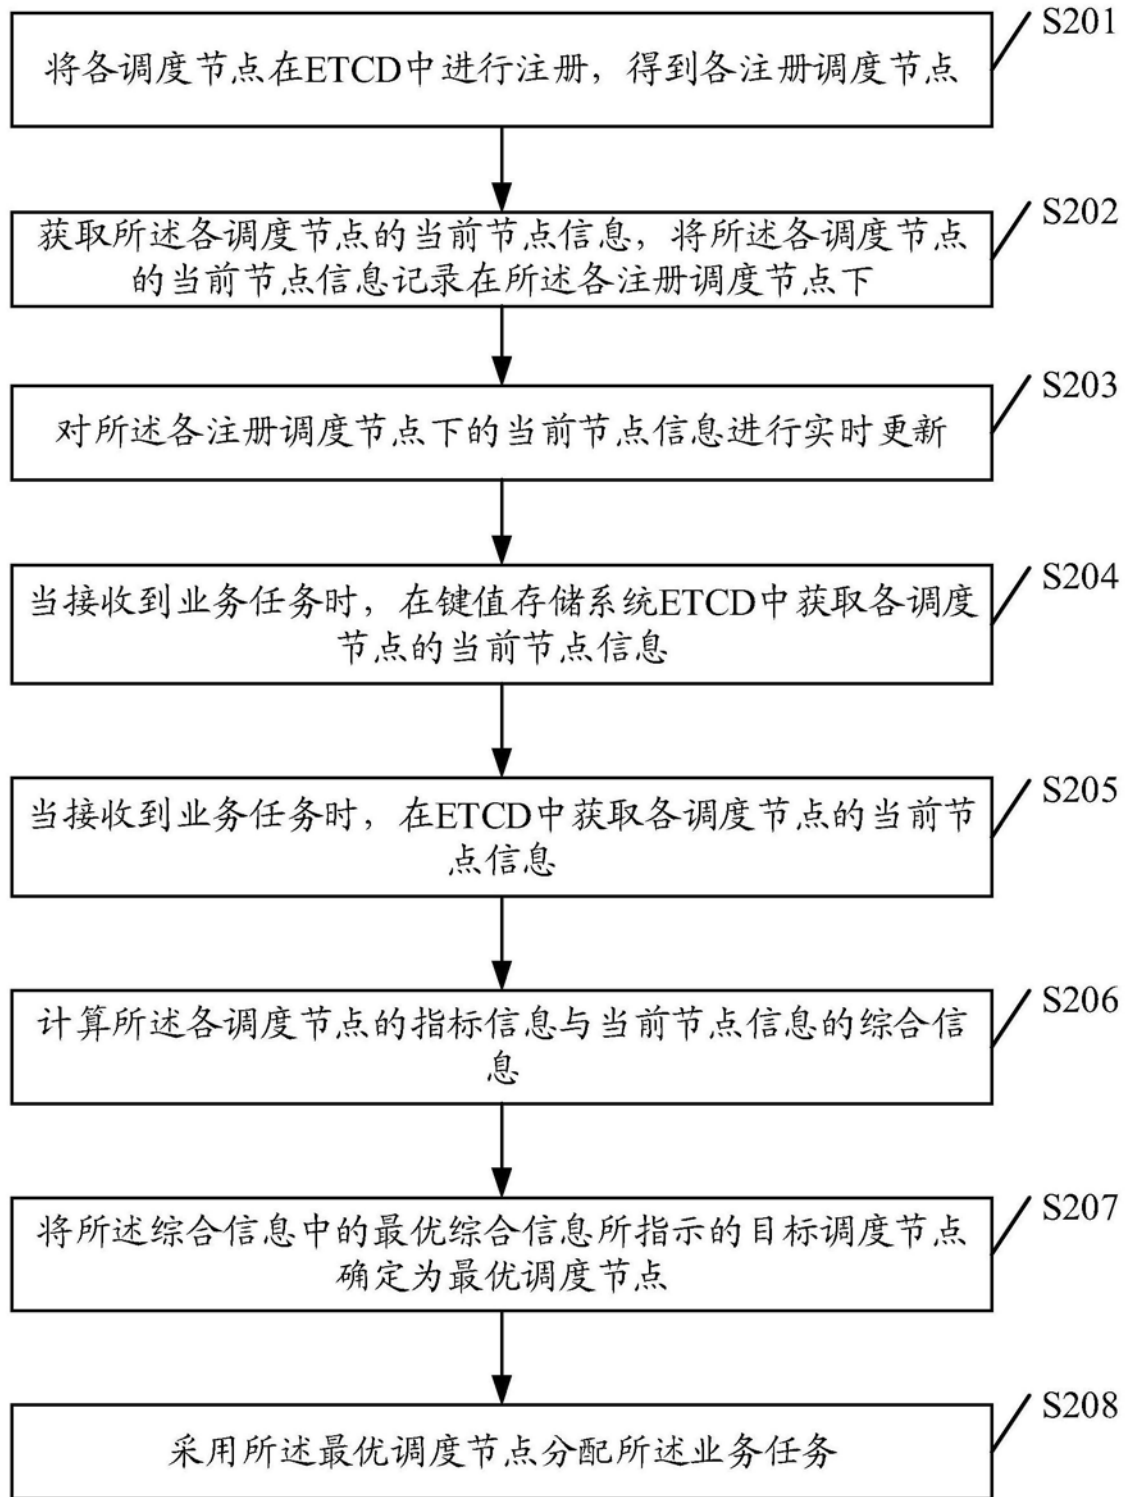 S201
将各调度节点在ETCD中进行注册，得到各注册调度节点
S202
获取所述各调度节点的当前节点信息，将所述各调度节点
的当前节点信息记录在所述各注册调度节点下
S203
对所述各注册调度节点下的当前节点信息进行实时更新
S204
当接收到业务任务时，在键值存储系统ETCD中获取各调度
节点的当前节点信息
S205
当接收到业务任务时，在ETCD中获取各调度节点的当前节
点信息
S206
计算所述各调度节点的指标信息与当前节点信息的综合信
息
S207
将所述综合信息中的最优综合信息所指示的目标调度节点
确定为最优调度节点
S208
采用所述最优调度节点分配所述业务任务